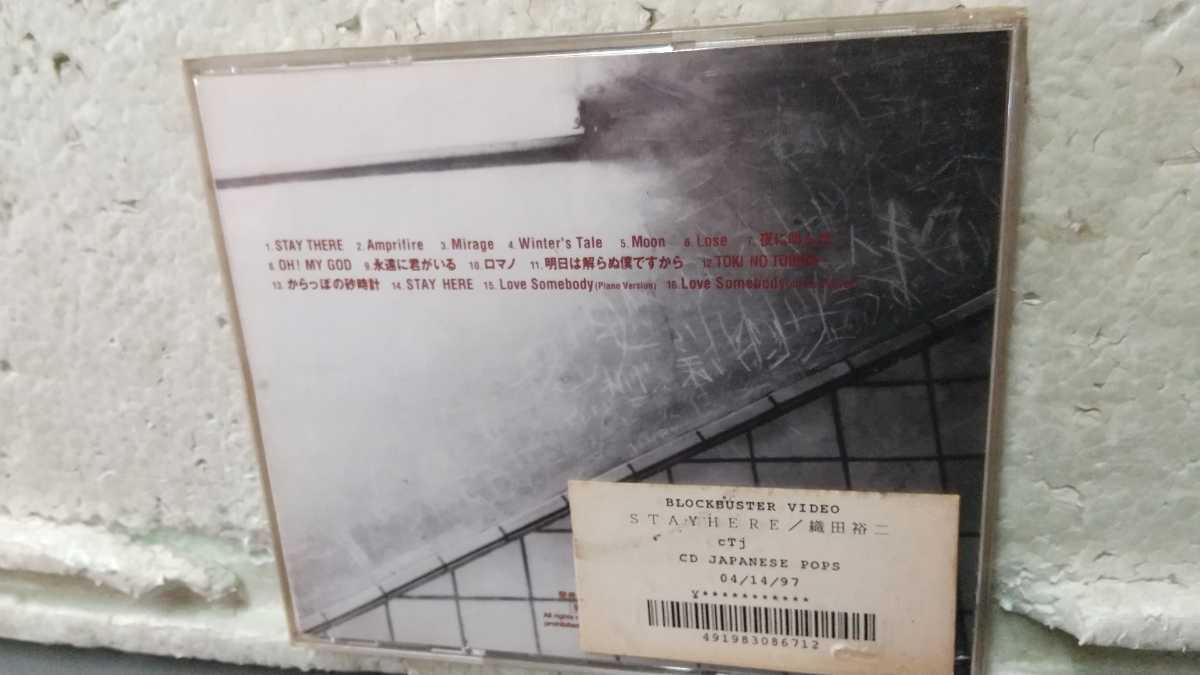 1. STAY THERE 2. Amprifire 3. Mirage 4. Winter's Tale 5. Moon 6. Lose 7.
8. OH! MY GOD 9. 永遠に君がいる 10. ロマノ 11. 明日は解らぬ僕ですから 12. TOKI NO
13. からっぽの砂時計 14. STAY HERE 15. Love Somebody (Piano Version) 16. Love Somebody
BLOCKBUSTER VIDEO
ＳＴＡＹＨＥＲＥ／織田裕二
cTj
CD JAPANESE POPS
04/14/97
y************
491983086712
All rights